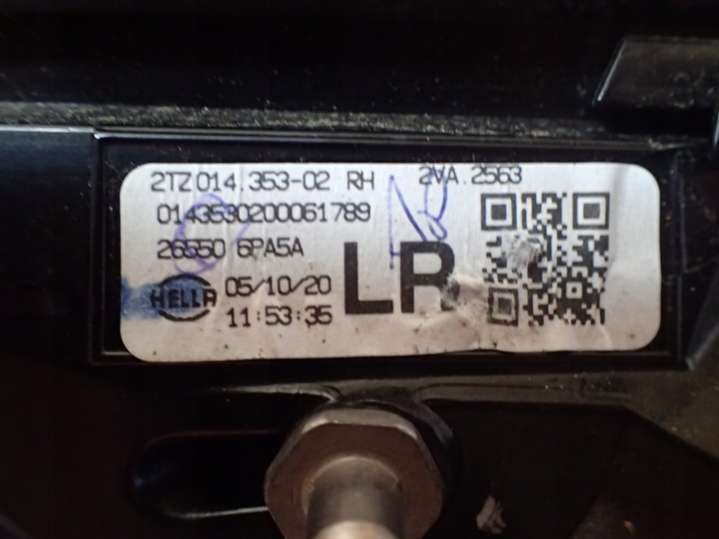 2TZ 014.353-02 RH 2VA.2563
0143530200061789
26550 6PA5A
HELLA 05/10/20
11:53:35
LR